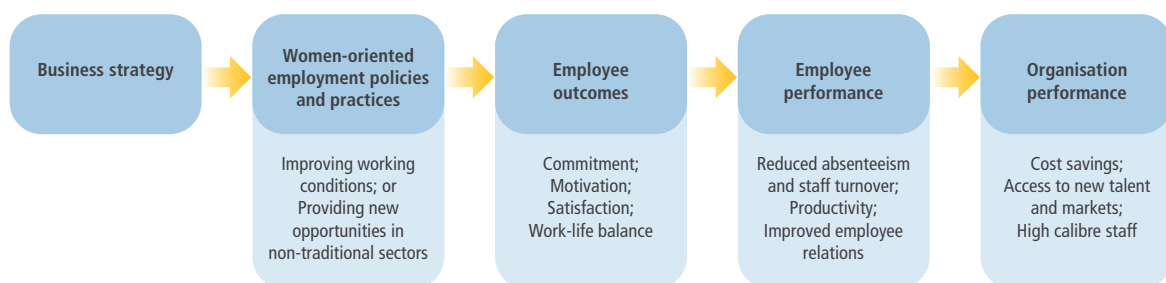 Business strategy
Women-oriented
employment policies
and practices
Improving working
conditions; or
Providing new
opportunities in
non-traditional sectors
Employee
outcomes
Commitment;
Motivation;
Satisfaction;
Work-life balance
Employee
performance
Reduced absenteeism
and staff turnover;
Productivity;
Improved employee
relations
Organisation
performance
Cost savings;
Access to new talent
and markets;
High calibre staff